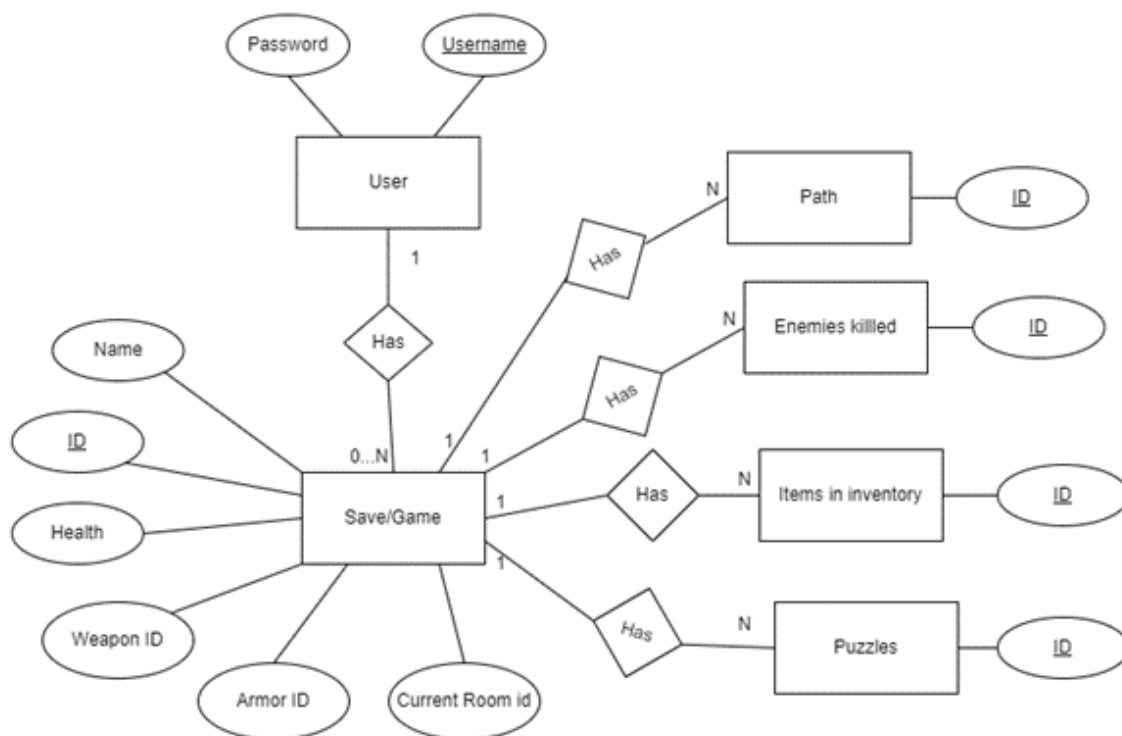 Password
Username
User
1
Has
0...N
Name
ID
Health
Weapon ID
Armor ID
Current Room id
Save/Game
1
Has
N
Path
ID
1
Has
N
Enemies killled
ID
1
Has
N
Items in inventory
ID
1
Has
N
Puzzles
ID